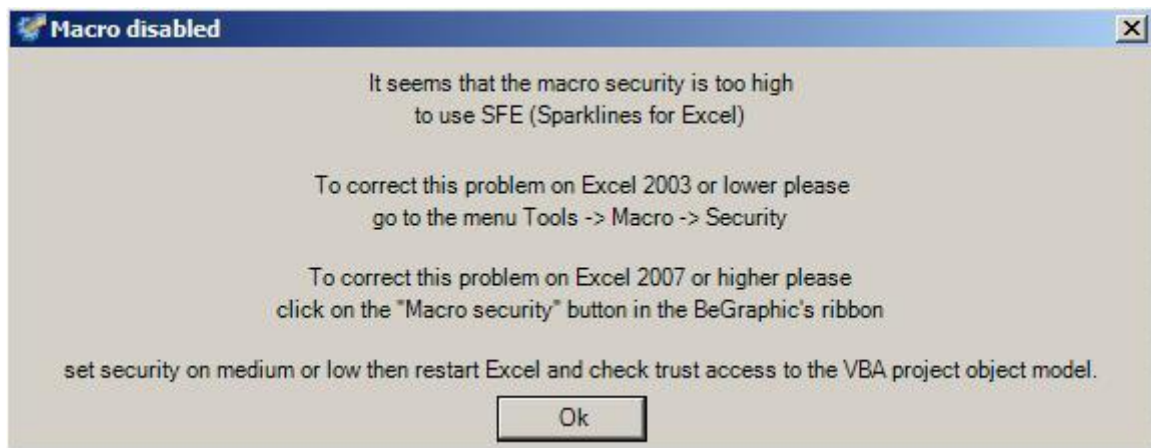 Macro disabled
It seems that the macro security is too high
to use SFE (Sparklines for Excel)
To correct this problem on Excel 2003 or lower please
go to the menu Tools -> Macro -> Security
To correct this problem on Excel 2007 or higher please
click on the "Macro security" button in the BeGraphic's ribbon
set security on medium or low then restart Excel and check trust access to the VBA project object model.
Ok